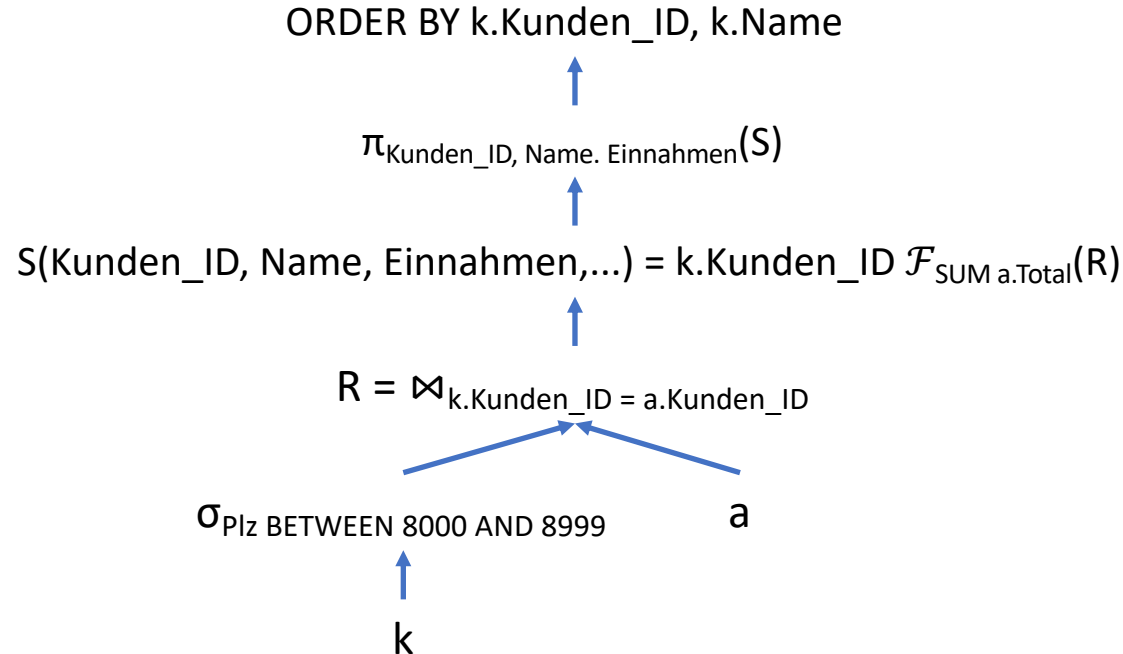 ORDER BY k.Kunden_ID, k.Name
πKunden_ID, Name. Einnahmen(S)
S(Kunden_ID, Name, Einnahmen,...) = k.Kunden_ID ℱSUM a.Total(R)
R = ⋈k.Kunden_ID = a.Kunden_ID
σPlz BETWEEN 8000 AND 8999 a
k